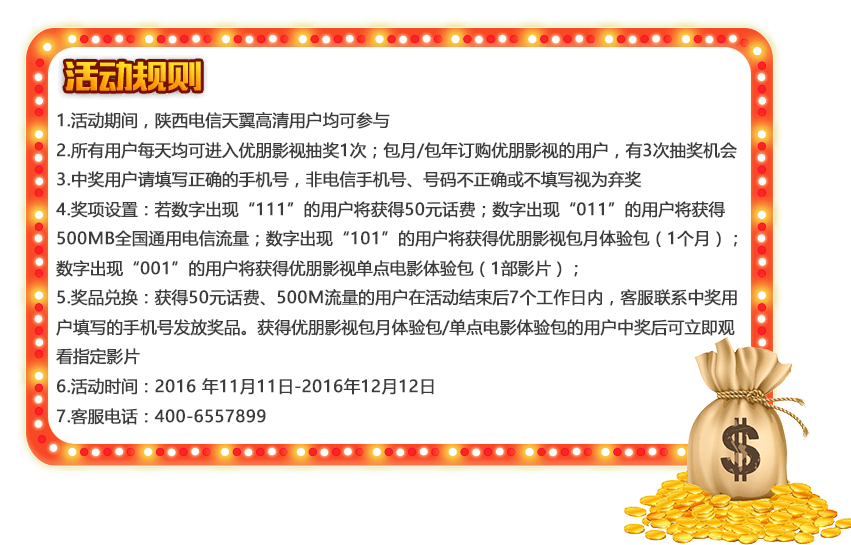 活动规则
1.活动期间，陕西电信天翼高清用户均可参与
2.所有用户每天均可进入优朋影视抽奖1次；包月/包年订购优朋影视的用户，有3次抽奖机会
3.中奖用户请填写正确的手机号，非电信手机号、号码不正确或不填写视为弃奖
4.奖项设置：若数字出现“111”的用户将获得50元话费；数字出现“011”的用户将获得
500MB全国通用电信流量；数字出现“101”的用户将获得优朋影视包月体验包（1个月）；
数字出现“001”的用户将获得优朋影视单点电影体验包（1部影片）；
5.奖品兑换：获得50元话费、500M流量的用户在活动结束后7个工作日内，客服联系中奖用
户填写的手机号发放奖品。获得优朋影视包月体验包/单点电影体验包的用户中奖后可立即观
看指定影片
6.活动时间：2016 年11月11日-2016年12月12日
7.客服电话：400-6557899
$